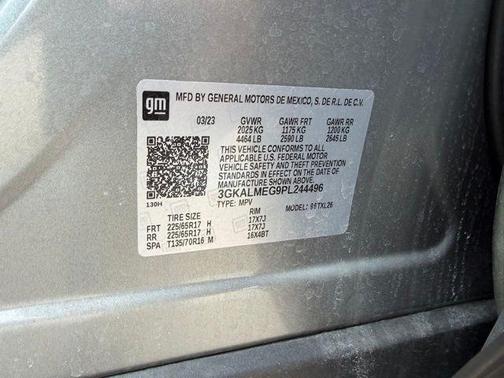 gm
MFD BY GENERAL MOTORS DE MEXICO, S. DE R.L. DE C.V.
03/23 GVWR GAWR FRT GAWR RR
2025 KG 1175 KG 1200 KG
4464 LB 2590 LB 2645 LB
THIS VEHICLE CONFORMS TO ALL
APPLICABLE U.S. FEDERAL MOTOR
VEHICLE SAFETY AND THEFT PREVENTION
STANDARDS IN EFFECT ON THE DATE OF
MANUFACTURE SHOWN ABOVE.
3GKALMEG9PL244496
130H TYPE: MPV MODEL:
TIRE SIZE RIM
FRT 225/65R17 H 17X7J
RR 225/65R17 H 17X7J
SPA T135/70R16 M 16X4BT